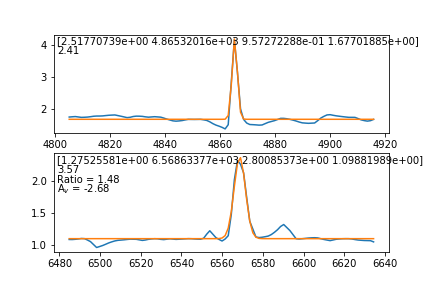 [2.51770739e+00 4.86532016e+03 9.57272288e-01 1.67701885e+00]
2.41
4
3
2
4800 4820 4840 4860 4880 4900 4920
[1.27525581e+00 6.56863377e+03 2.80085373e+00 1.09881989e+00]
3.57
Ratio = 1.48
Aᵥ = -2.68
2.0
1.5
1.0
6480 6500 6520 6540 6560 6580 6600 6620 6640